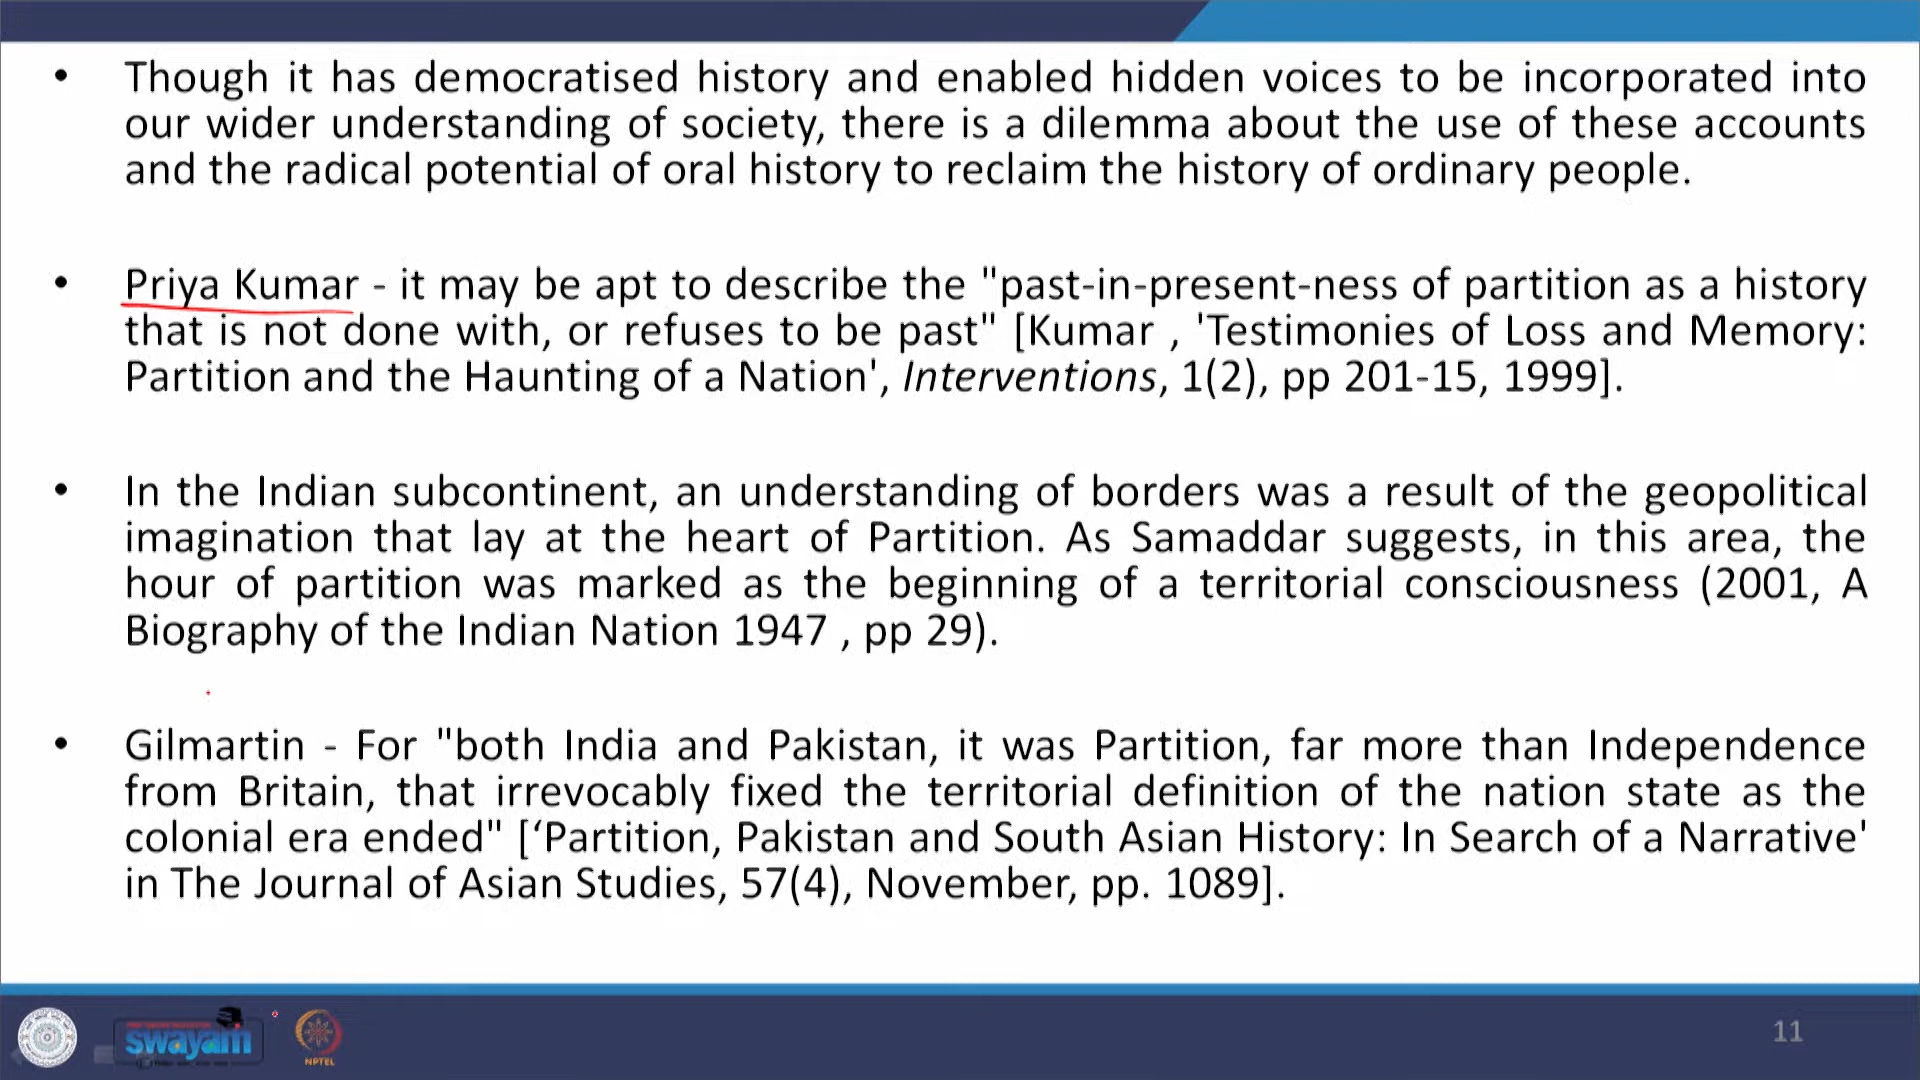 • Though it has democratised history and enabled hidden voices to be incorporated into
our wider understanding of society, there is a dilemma about the use of these accounts
and the radical potential of oral history to reclaim the history of ordinary people.
• Priya Kumar - it may be apt to describe the "past-in-present-ness of partition as a history
that is not done with, or refuses to be past" [Kumar , 'Testimonies of Loss and Memory:
Partition and the Haunting of a Nation', Interventions, 1(2), pp 201-15, 1999].
• In the Indian subcontinent, an understanding of borders was a result of the geopolitical
imagination that lay at the heart of Partition. As Samaddar suggests, in this area, the
hour of partition was marked as the beginning of a territorial consciousness (2001, A
Biography of the Indian Nation 1947 , pp 29).
• Gilmartin - For "both India and Pakistan, it was Partition, far more than Independence
from Britain, that irrevocably fixed the territorial definition of the nation state as the
colonial era ended" [‘Partition, Pakistan and South Asian History: In Search of a Narrative'
in The Journal of Asian Studies, 57(4), November, pp. 1089].
swayam
NPTEL
11